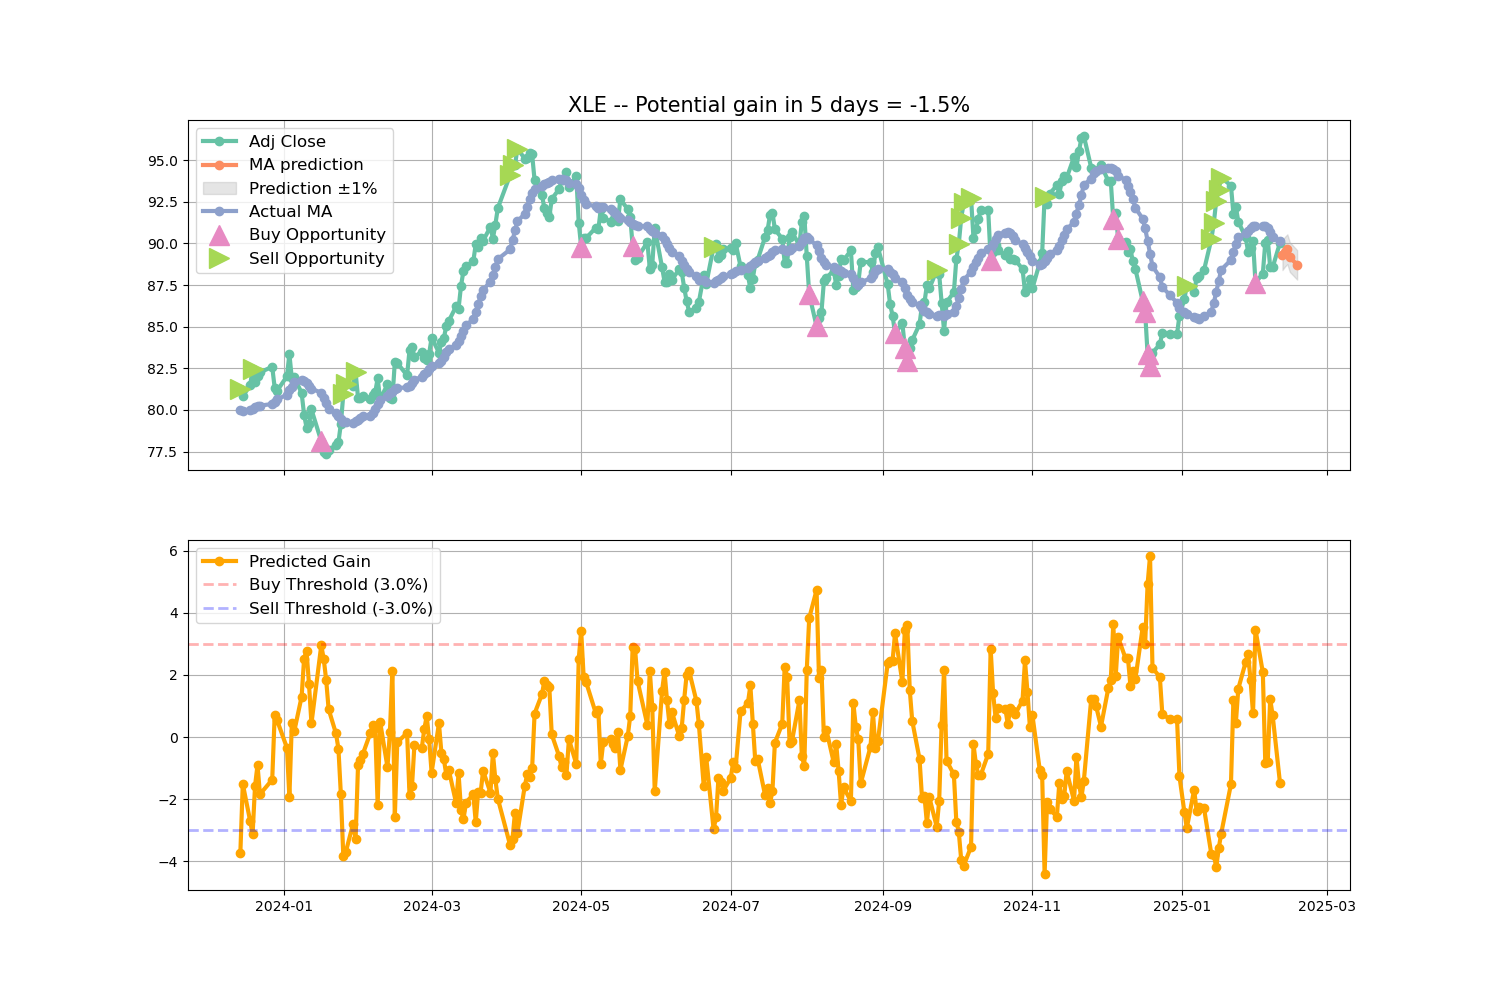 XLE -- Potential gain in 5 days = -1.5%
Adj Close
MA prediction
Prediction ±1%
Actual MA
Buy Opportunity
Sell Opportunity
95.0
92.5
90.0
87.5
85.0
82.5
80.0
77.5
Predicted Gain
Buy Threshold (3.0%)
Sell Threshold (-3.0%)
6
4
2
0
−2
−4
2024-01 2024-03 2024-05 2024-07 2024-09 2024-11 2025-01 2025-03